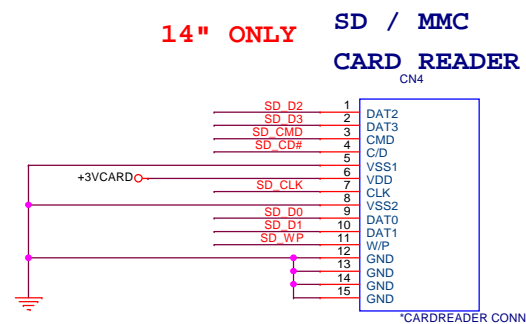 14" ONLY
SD / MMC
CARD READER
CN4
SD_D2 1 DAT2
SD_D3 2 DAT3
SD_CMD 3 CMD
SD_CD# 4 C/D
5 VSS1
+3VCARD 6 VDD
SD_CLK 7 CLK
8 VSS2
SD_D0 9 DAT0
SD_D1 10 DAT1
SD_WP 11 W/P
12 GND
13 GND
14 GND
15 GND
*CARDREADER CONN